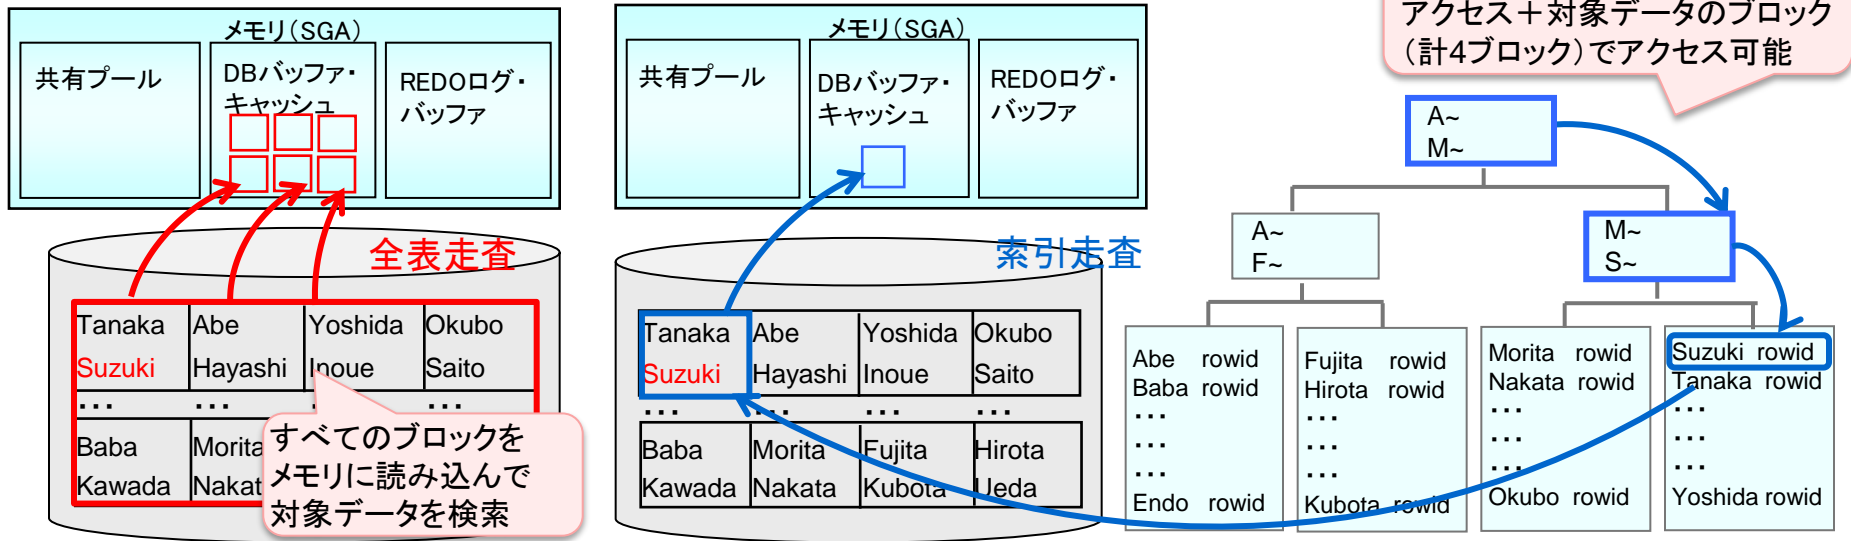 メモリ(SGA)
共有プール
DBバッファ・
キャッシュ
REDOログ・
バッファ
全表走査
Tanaka Abe Yoshida Okubo
Suzuki Hayashi Inoue Saito
... ... ...
Baba Morita
Kawada Nakat
すべてのブロックを
メモリに読み込んで
対象データを検索
メモリ(SGA)
共有プール
DBバッファ・
キャッシュ
REDOログ・
バッファ
索引走査
Tanaka Abe Yoshida Okubo
Suzuki Hayashi Inoue Saito
... ... ... ...
Baba Morita Fujita Hirota
Kawada Nakata Kubota Ueda
アクセス+対象データのブロック
(計4ブロック)でアクセス可能
A~
M~
A~
F~
M~
S~
Abe rowid
Baba rowid
...
...
...
Endo rowid
Fujita rowid
Hirota rowid
...
...
...
Kubota rowid
Morita rowid
Nakata rowid
...
...
...
Okubo rowid
Suzuki rowid
Tanaka rowid
...
...
...
Yoshida rowid